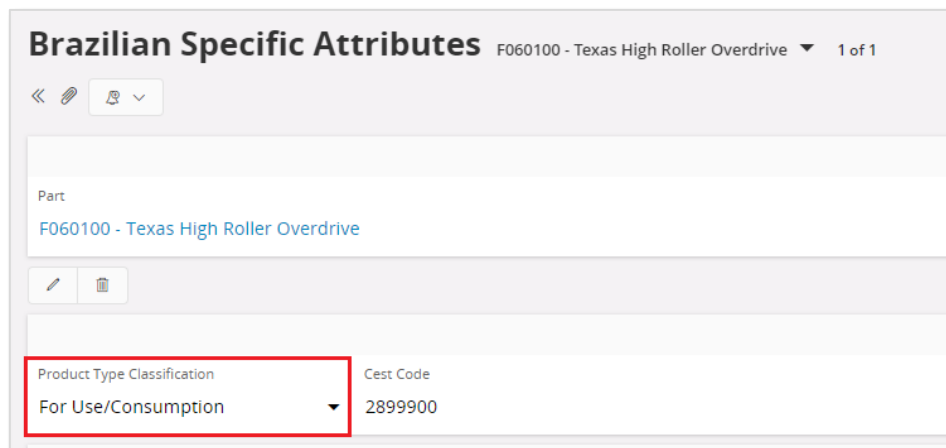 Brazilian Specific Attributes F060100 - Texas High Roller Overdrive 1 of 1
Part
F060100 - Texas High Roller Overdrive
Product Type Classification Cest Code
For Use/Consumption 2899900